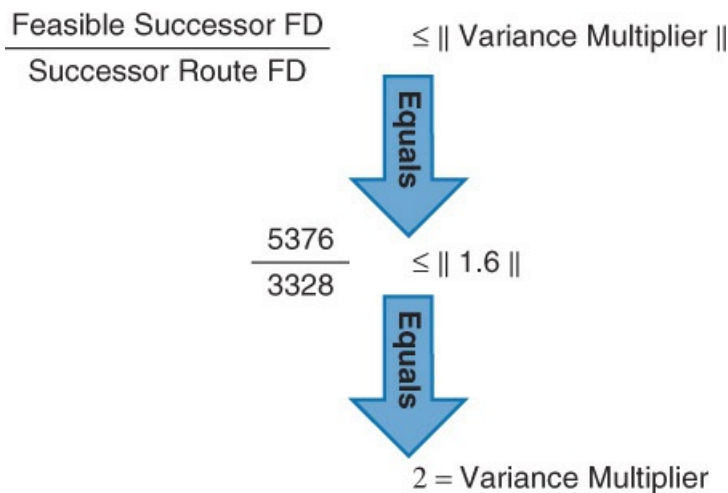 Feasible Successor FD
Successor Route FD
≤ || Variance Multiplier ||
Equals
5376
3328
≤ || 1.6 ||
Equals
2 = Variance Multiplier